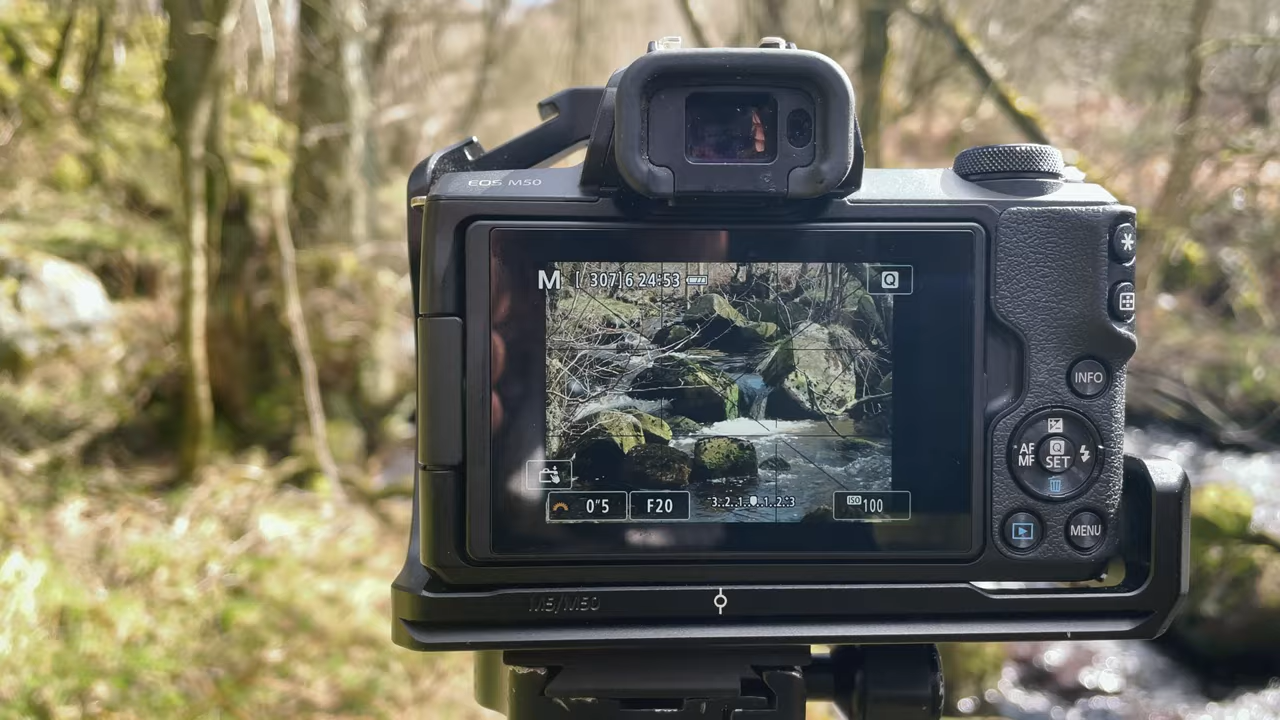 EOS M50
M [ 307] 6 24:53 Q
INFO
AF
MF
Q
SET
0"5 F20 3..2..1..0..1..2..3 ISO 100
MENU
M5/M50